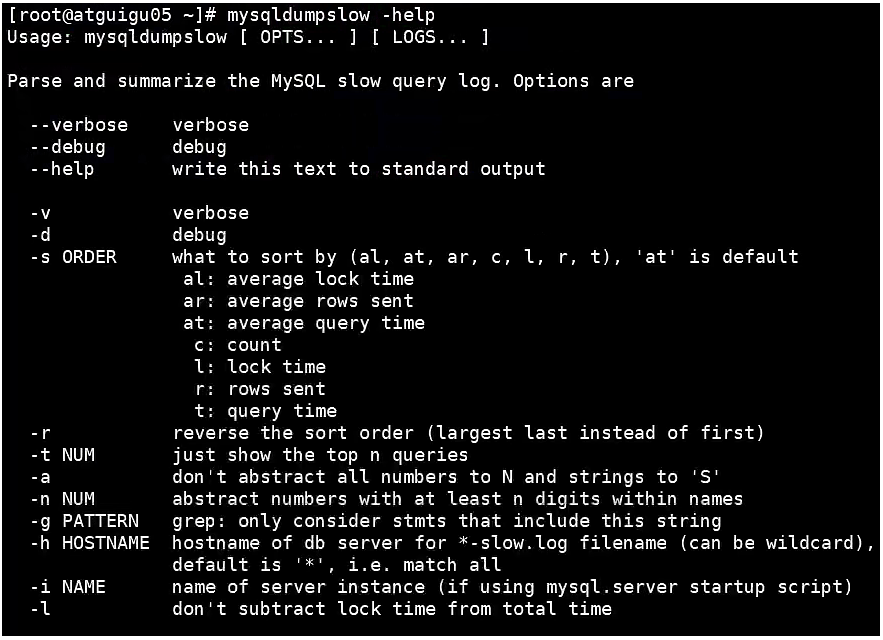 [root@atguigu05 ~]# mysqldumpslow -help
Usage: mysqldumpslow [ OPTS... ] [ LOGS... ]
Parse and summarize the MySQL slow query log. Options are
--verbose    verbose
--debug      debug
--help       write this text to standard output
-v           verbose
-d           debug
-s ORDER     what to sort by (al, at, ar, c, l, r, t), 'at' is default
al: average lock time
ar: average rows sent
at: average query time
c: count
l: lock time
r: rows sent
t: query time
-r           reverse the sort order (largest last instead of first)
-t NUM       just show the top n queries
-a           don't abstract all numbers to N and strings to 'S'
-n NUM       abstract numbers with at least n digits within names
-g PATTERN   grep: only consider stmts that include this string
-h HOSTNAME  hostname of db server for *-slow.log filename (can be wildcard),
default is '*', i.e. match all
-i NAME      name of server instance (if using mysql.server startup script)
-l           don't subtract lock time from total time